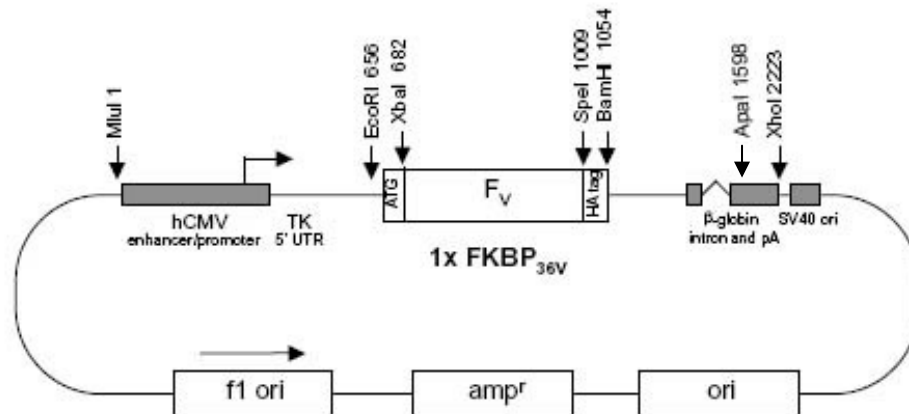 MluI 1
EcoRI 656
XbaI 682
SpeI 1009
BamHI 1054
ApaI 1598
XhoI 2223
ATG
Fv
HA tag
hCMV
enhancer/promoter
TK
5' UTR
β-globin
intron and pA
SV40 ori
1x FKBP36V
f1 ori
ampr
ori